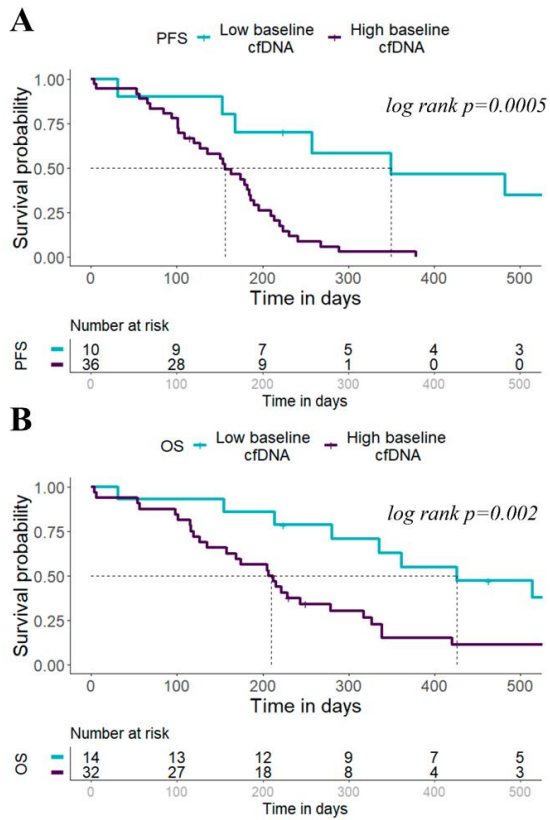 A
PFS Low baseline cfDNA High baseline cfDNA
log rank p=0.0005
Survival probability
1.00
0.75
0.50
0.25
0.00
0 100 200 300 400 500
Time in days
Number at risk
PFS
10 9 7 5 4 3
36 28 9 1 0 0
0 100 200 300 400 500
Time in days
B
OS Low baseline cfDNA High baseline cfDNA
log rank p=0.002
Survival probability
1.00
0.75
0.50
0.25
0.00
0 100 200 300 400 500
Time in days
Number at risk
OS
14 13 12 9 7 5
32 27 18 8 4 3
0 100 200 300 400 500
Time in days